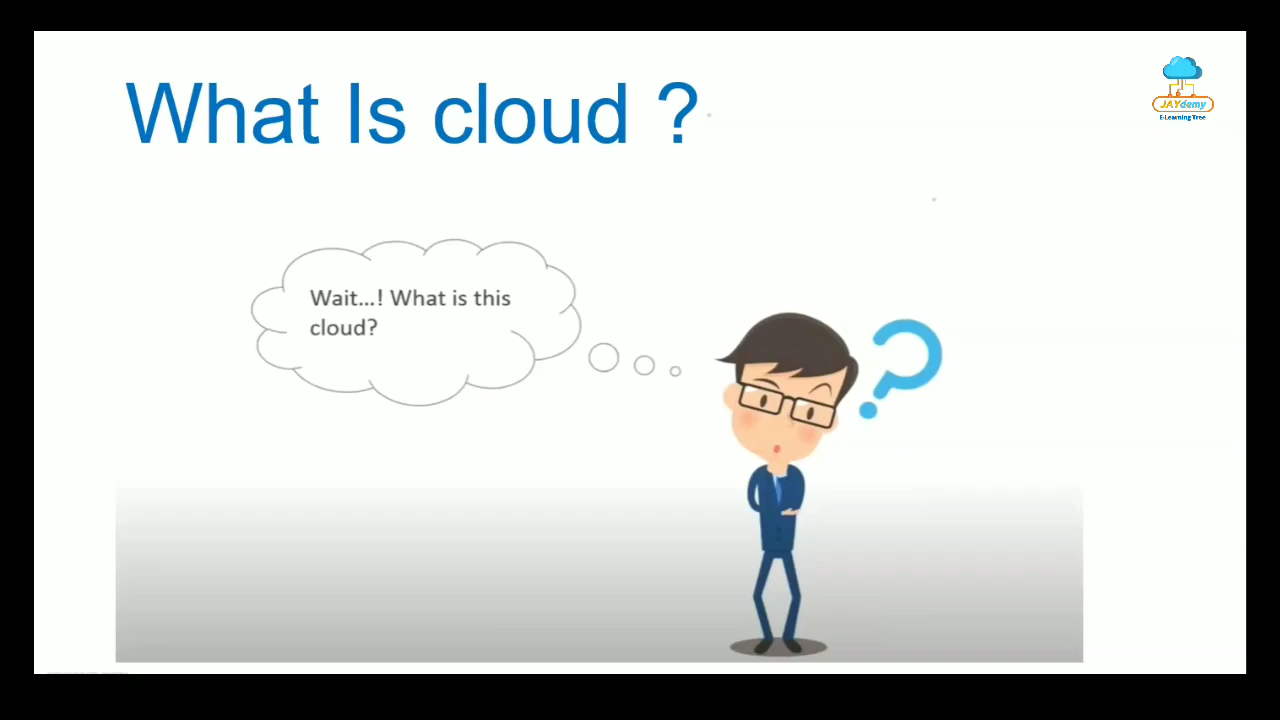 What Is cloud ?
JAYdemy
E-Learning Tree
Wait...! What is this
cloud?